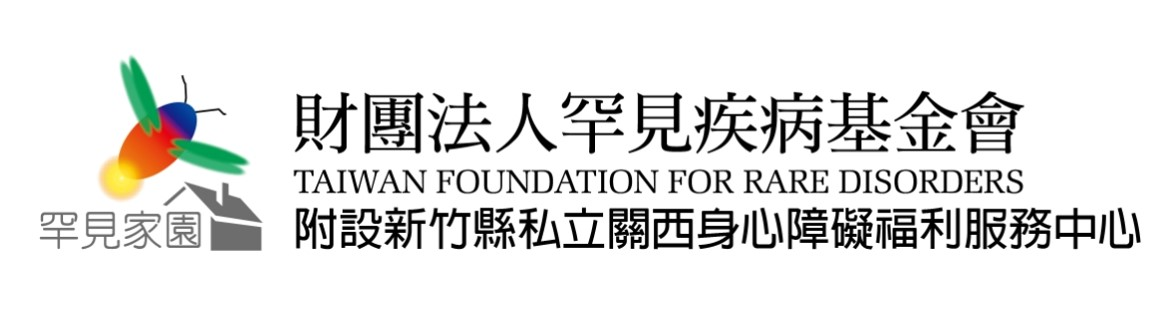 財團法人罕見疾病基金會
TAIWAN FOUNDATION FOR RARE DISORDERS
罕見家園
附設新竹縣私立關西身心障礙福利服務中心